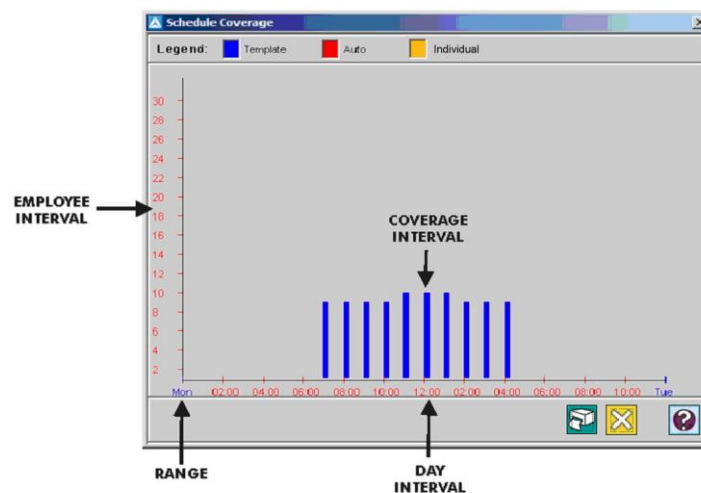 Schedule Coverage
Legend: Template Auto Individual
30
28
26
24
22
20
EMPLOYEE
INTERVAL
18
16
COVERAGE
INTERVAL
14
12
10
8
6
4
2
Mon 02:00 04:00 06:00 08:00 10:00 12:00 02:00 04:00 06:00 08:00 10:00 Tue
?
RANGE
DAY
INTERVAL